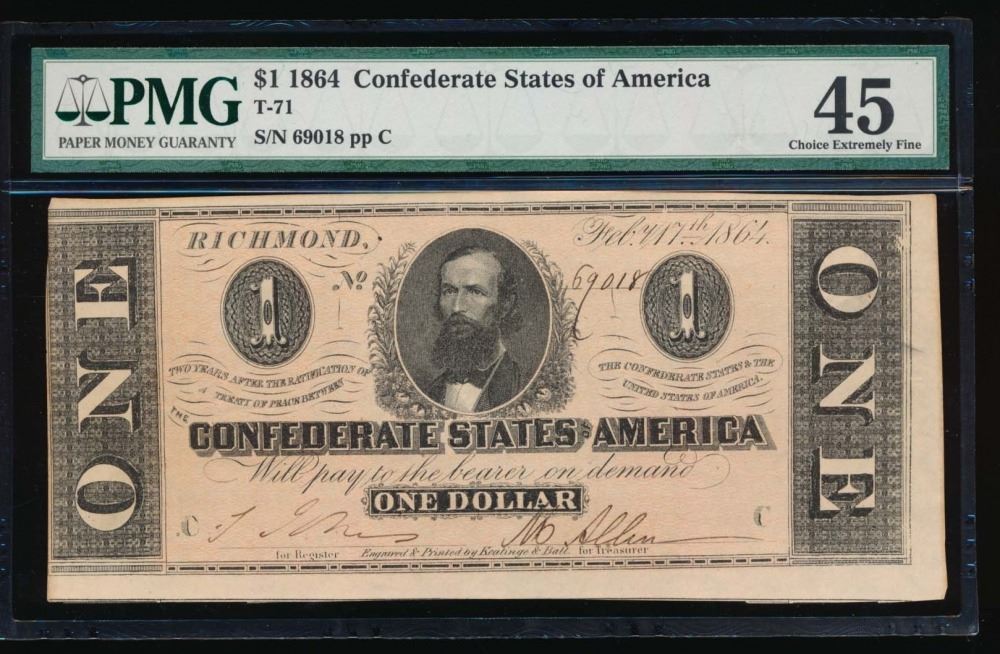 PMG
PAPER MONEY GUARANTY
$1 1864 Confederate States of America
T-71
S/N 69018 pp C
45
Choice Extremely Fine
ONE
RICHMOND,
Feby. 17th. 1864.
No
69018
C
1
1
TWO YEARS AFTER THE RATIFICATION OF
A TREATY OF PEACE BETWEEN
THE CONFEDERATE STATES & THE
UNITED STATES OF AMERICA.
THE
CONFEDERATE STATES OF AMERICA
Will pay to the bearer on demand
ONE DOLLAR
C
C
for Register
Engraved & Printed by Keatinge & Ball
for Treasurer
ONE